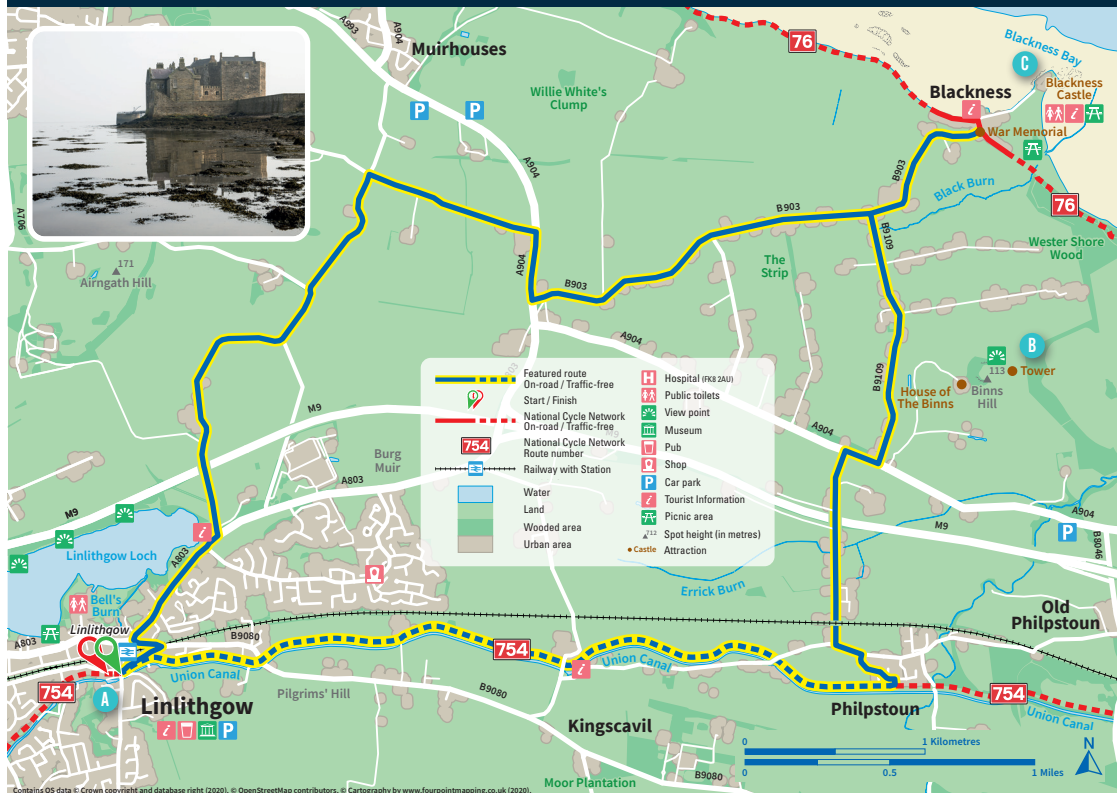 A993
A904
Muirhouses
76
Blackness Bay
C
Willie White's
Clump
P
P
Blackness
i
Blackness
Castle
i
War Memorial
A904
B903
Black Burn
76
A706
B903
B9109
Wester Shore
Wood
171
Airngath Hill
A904
B903
The
Strip
A904
B
113
Tower
House of
The Binns
Binns
Hill
B9109
M9
A904
Burg
Muir
A803
Featured route
On-road / Traffic-free
Start / Finish
National Cycle Network
On-road / Traffic-free
754
National Cycle Network
Route number
Railway with Station
Water
Land
Wooded area
Urban area
H
Hospital (FK8 2AU)
Public toilets
View point
Museum
Pub
Shop
P
Car park
i
Tourist Information
Picnic area
712
Spot height (in metres)
Castle
Attraction
M9
M9
A904
P
B8046
i
Linlithgow Loch
A803
Errick Burn
Bell's
Burn
Linlithgow
A803
B9080
Old
Philpstoun
754
Union Canal
754
i
Union Canal
754
Union Canal
A
Pilgrims' Hill
B9080
Linlithgow
i
P
Philpstoun
Kingscavil
0
1 Kilometres
0
0.5
1 Miles
N
Moor Plantation
B9080
Contains OS data © Crown copyright and database right (2020), © OpenStreetMap contributors, © Cartography by www.fourpointmapping.co.uk (2020).